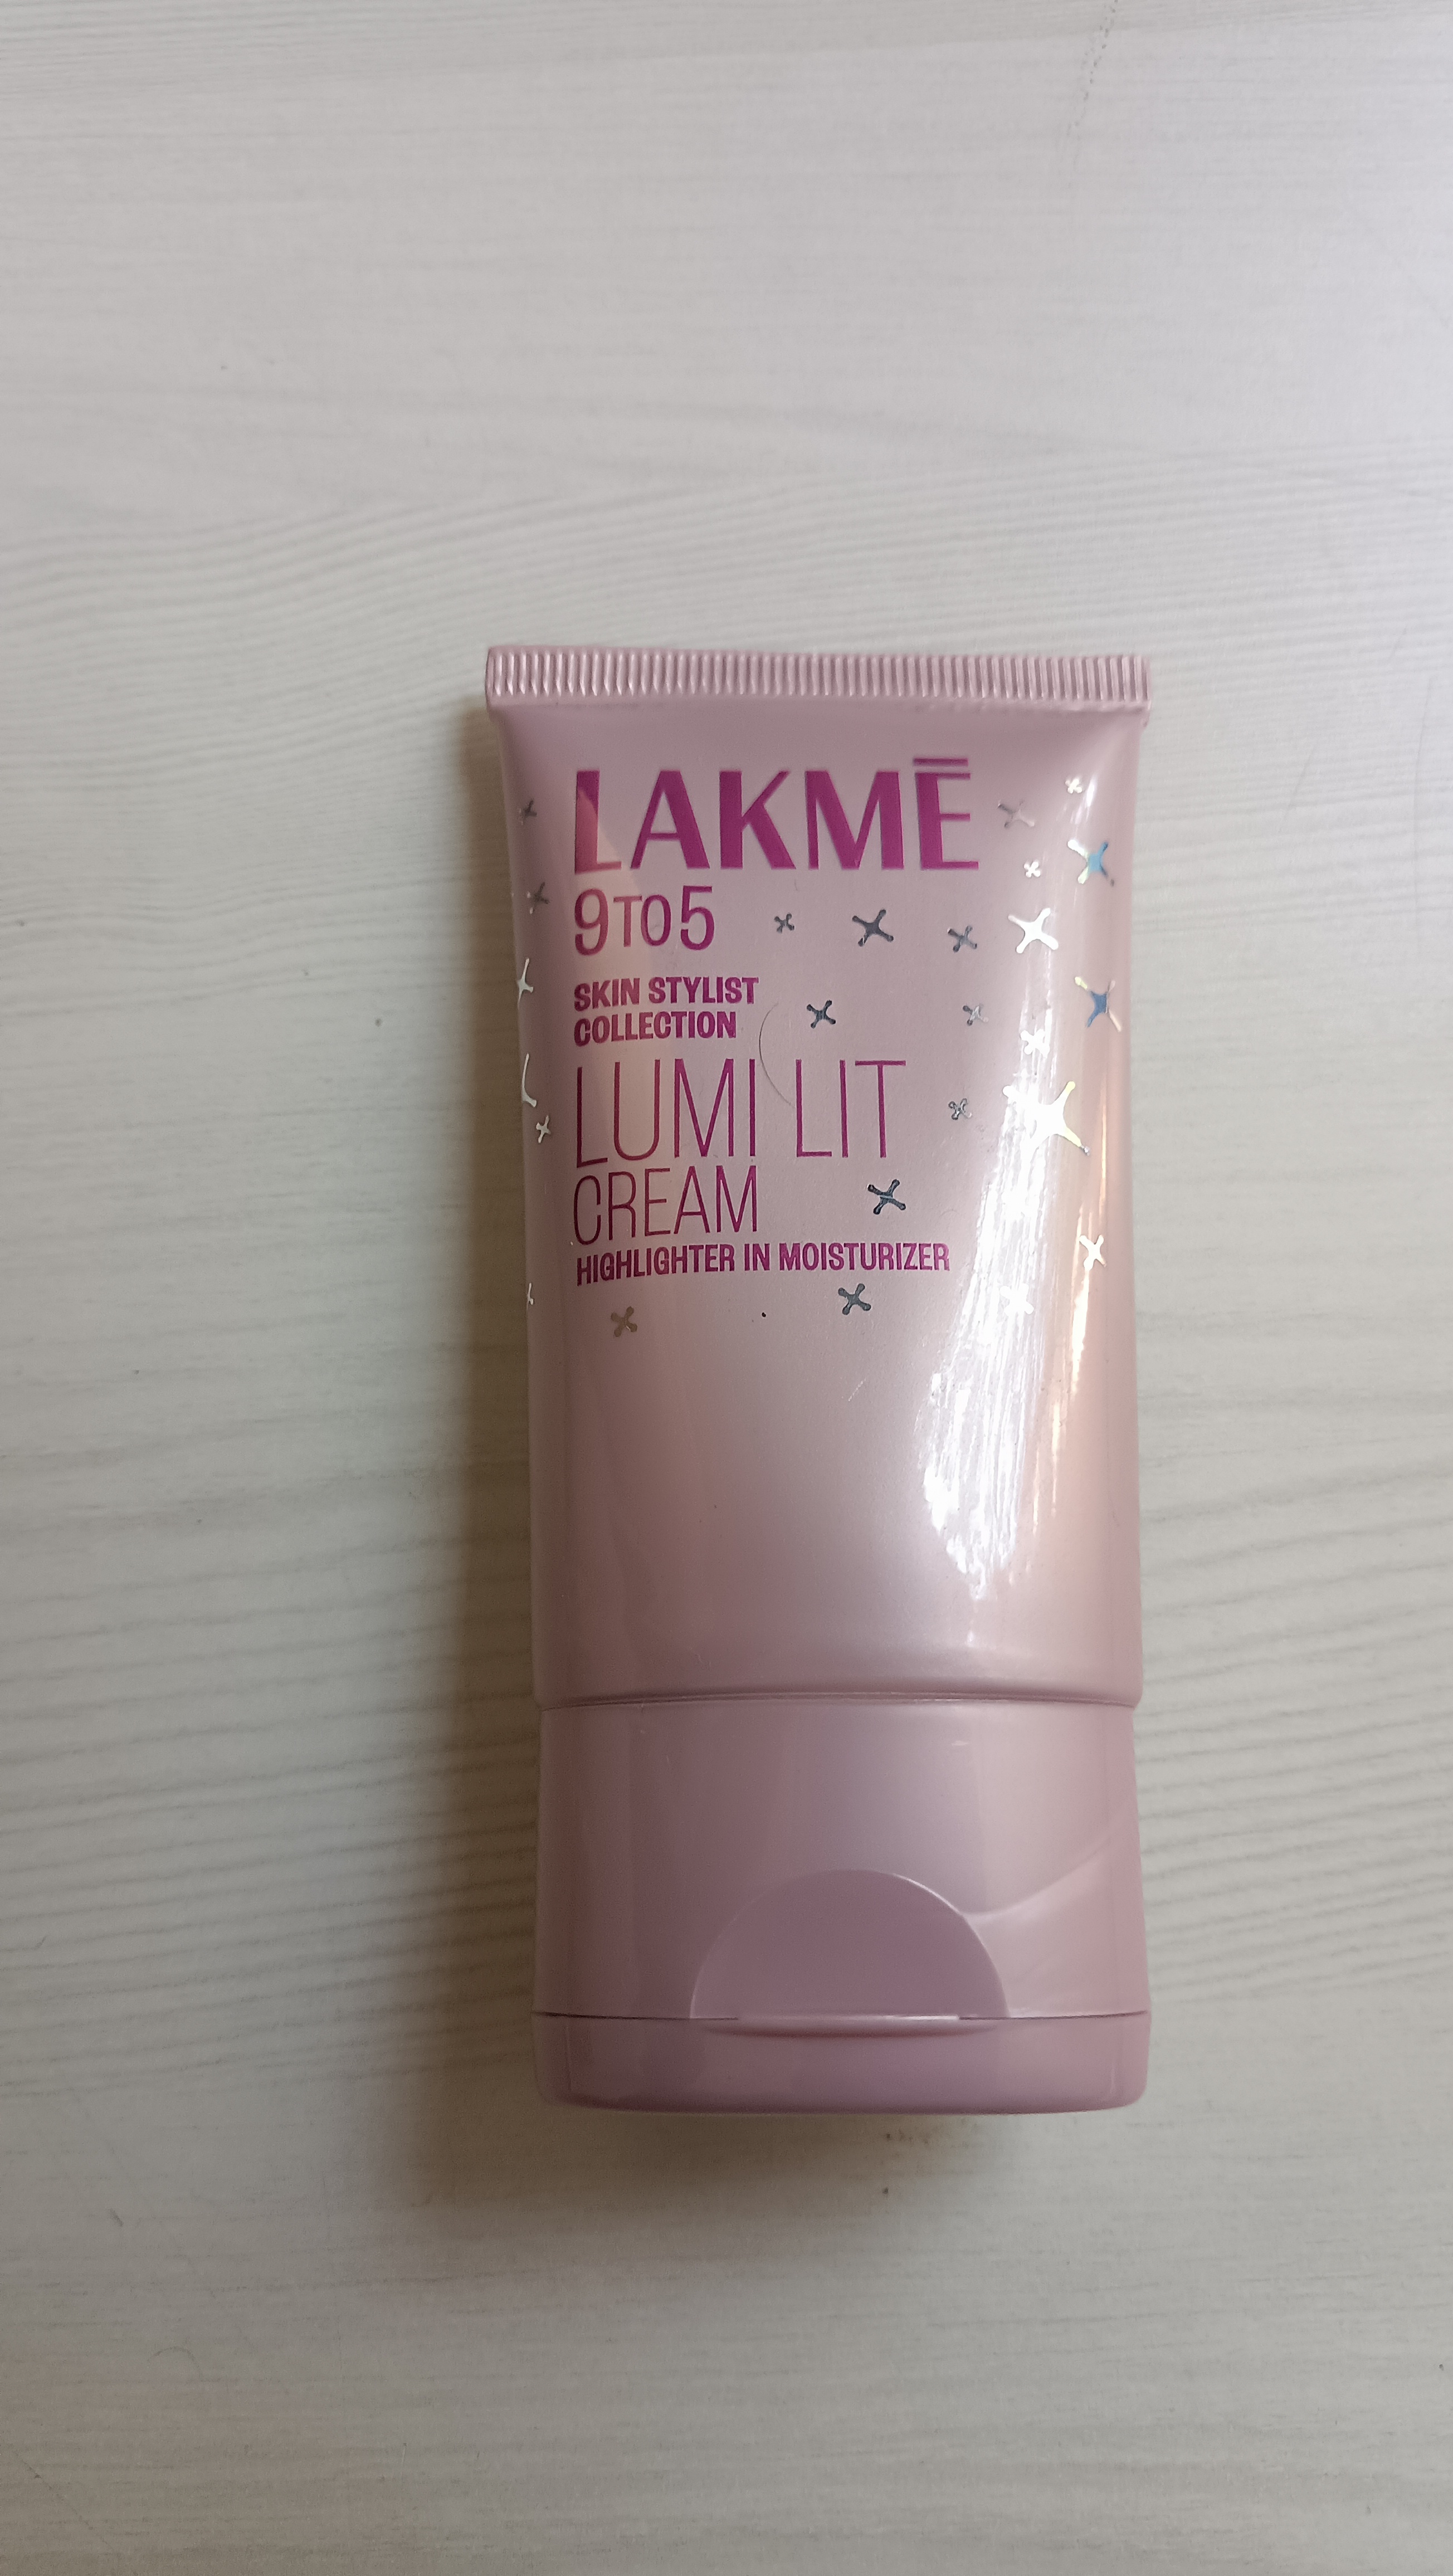 LAKMĒ
9TO5
SKIN STYLIST
COLLECTION
LUMI LIT
CREAM
HIGHLIGHTER IN MOISTURIZER